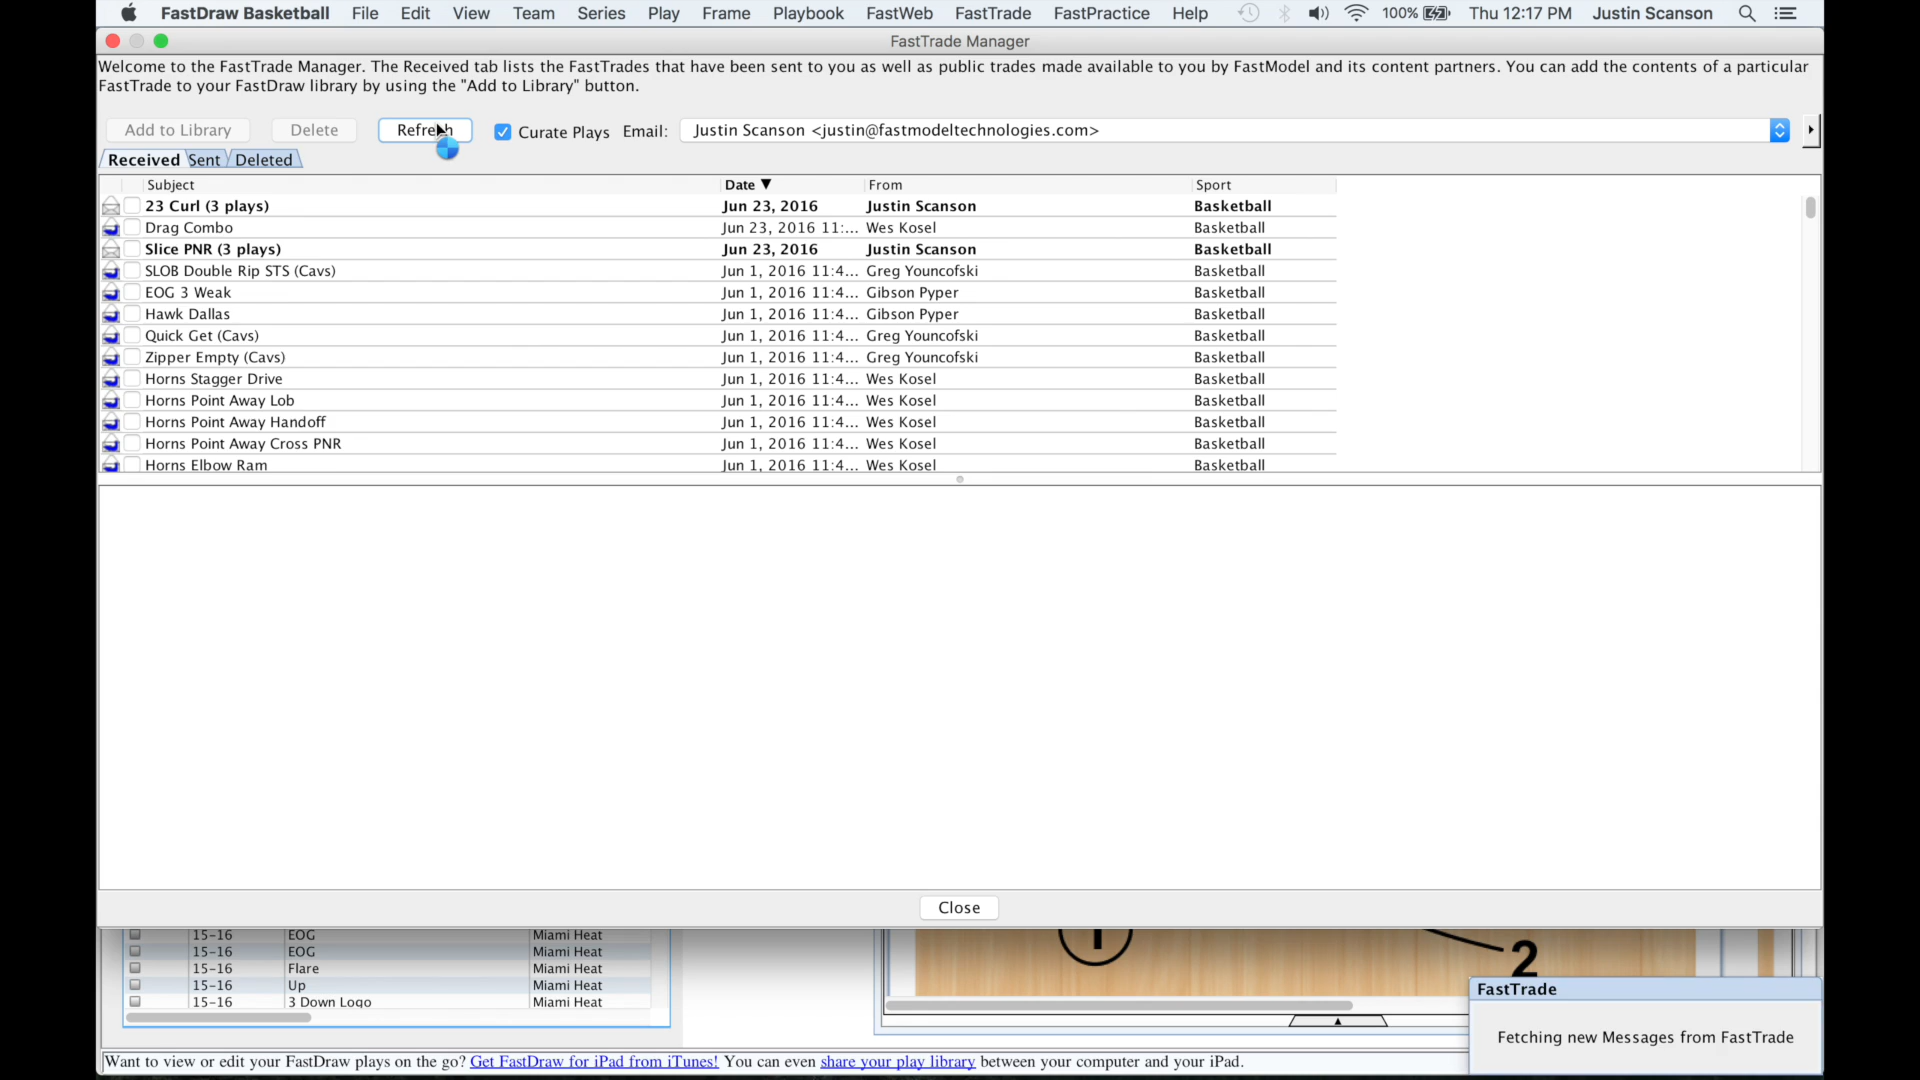 FastDraw Basketball File Edit View Team Series Play Frame Playbook FastWeb FastTrade FastPractice Help 100% Thu 12:17 PM Justin Scanson
FastTrade Manager
Welcome to the FastTrade Manager. The Received tab lists the FastTrades that have been sent to you as well as public trades made available to you by FastModel and its content partners. You can add the contents of a particular
FastTrade to your FastDraw library by using the "Add to Library" button.
Add to Library Delete Refresh Curate Plays Email: Justin Scanson <justin@fastmodeltechnologies.com>
Received Sent Deleted
Subject Date ▼ From Sport
23 Curl (3 plays) Jun 23, 2016 Justin Scanson Basketball
Drag Combo Jun 23, 2016 11:... Wes Kosel Basketball
Slice PNR (3 plays) Jun 23, 2016 Justin Scanson Basketball
SLOB Double Rip STS (Cavs) Jun 1, 2016 11:4... Greg Youncofski Basketball
EOG 3 Weak Jun 1, 2016 11:4... Gibson Pyper Basketball
Hawk Dallas Jun 1, 2016 11:4... Gibson Pyper Basketball
Quick Get (Cavs) Jun 1, 2016 11:4... Greg Youncofski Basketball
Zipper Empty (Cavs) Jun 1, 2016 11:4... Greg Youncofski Basketball
Horns Stagger Drive Jun 1, 2016 11:4... Wes Kosel Basketball
Horns Point Away Lob Jun 1, 2016 11:4... Wes Kosel Basketball
Horns Point Away Handoff Jun 1, 2016 11:4... Wes Kosel Basketball
Horns Point Away Cross PNR Jun 1, 2016 11:4... Wes Kosel Basketball
Horns Elbow Ram Jun 1, 2016 11:4... Wes Kosel Basketball
Close
15-16 EOG Miami Heat
15-16 EOG Miami Heat
15-16 Flare Miami Heat
15-16 Up Miami Heat
15-16 3 Down Logo Miami Heat
1
2
FastTrade
Fetching new Messages from FastTrade
Want to view or edit your FastDraw plays on the go? Get FastDraw for iPad from iTunes! You can even share your play library between your computer and your iPad.